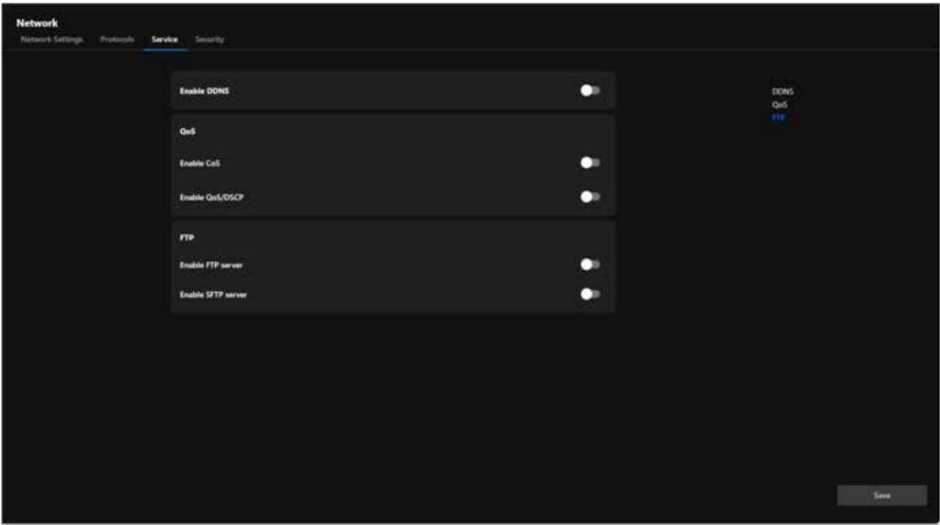 Network
Network Settings Protocols Service Security
Enable DDNS
QoS
Enable CoS
Enable QoS/DSCP
FTP
Enable FTP server
Enable SFTP server
DDNS
QoS
FTP
Save